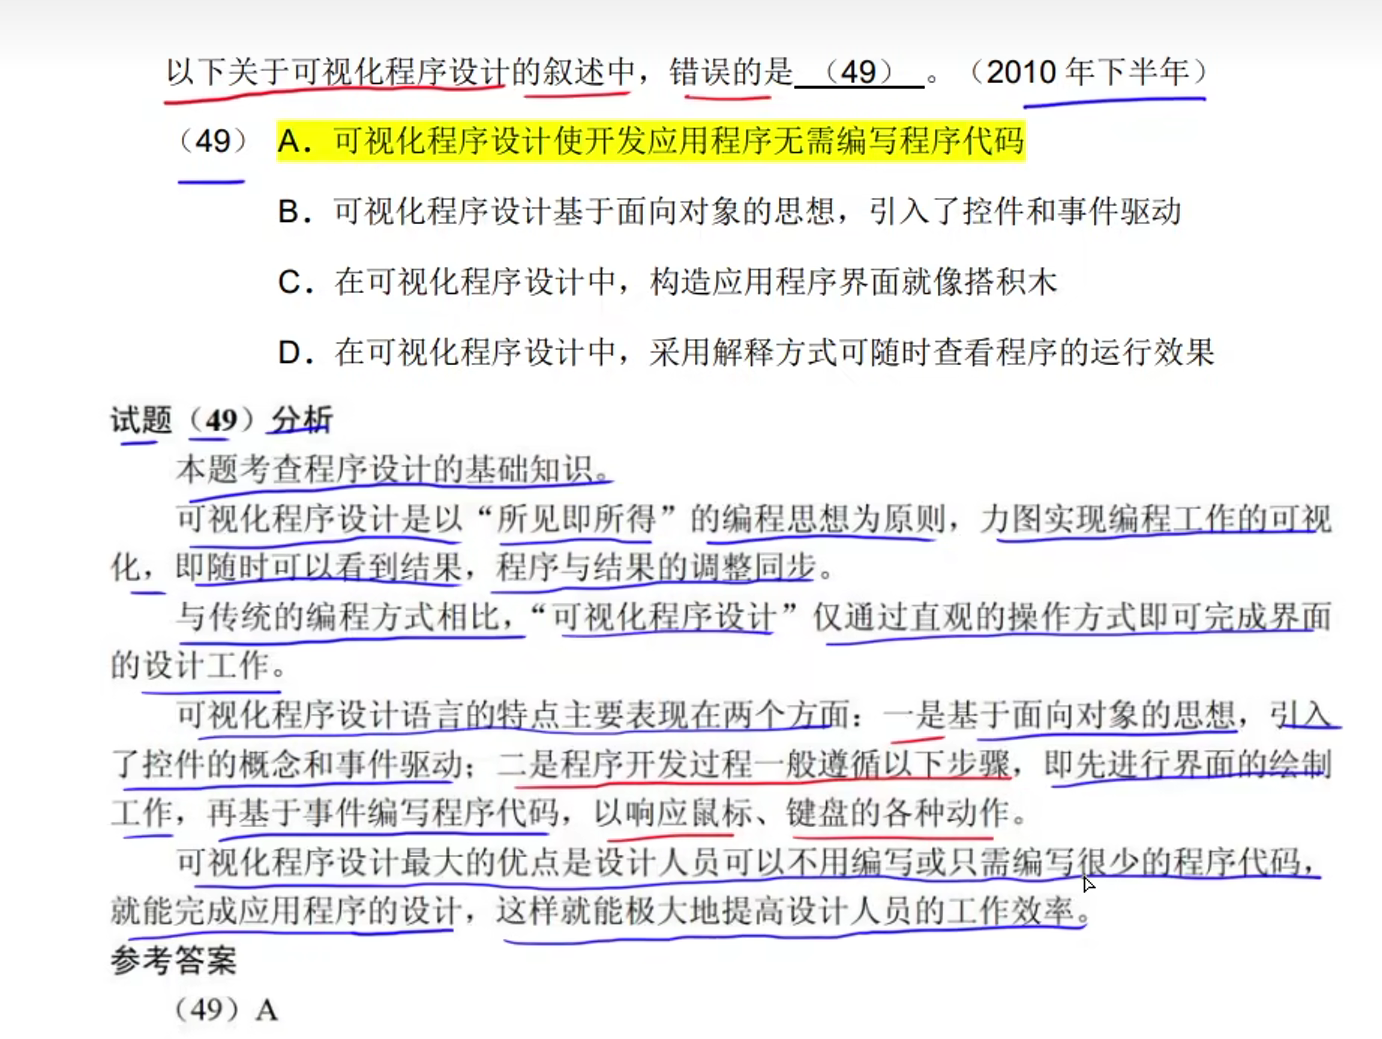 以下关于可视化程序设计的叙述中，错误的是 （49） 。（2010 年下半年）
（49） A．可视化程序设计使开发应用程序无需编写程序代码
B．可视化程序设计基于面向对象的思想，引入了控件和事件驱动
C．在可视化程序设计中，构造应用程序界面就像搭积木
D．在可视化程序设计中，采用解释方式可随时查看程序的运行效果
试题（49）分析
本题考查程序设计的基础知识。
可视化程序设计是以“所见即所得”的编程思想为原则，力图实现编程工作的可视
化，即随时可以看到结果，程序与结果的调整同步。
与传统的编程方式相比，“可视化程序设计”仅通过直观的操作方式即可完成界面
的设计工作。
可视化程序设计语言的特点主要表现在两个方面：一是基于面向对象的思想，引入
了控件的概念和事件驱动；二是程序开发过程一般遵循以下步骤，即先进行界面的绘制
工作，再基于事件编写程序代码，以响应鼠标、键盘的各种动作。
可视化程序设计最大的优点是设计人员可以不用编写或只需编写很少的程序代码，
就能完成应用程序的设计，这样就能极大地提高设计人员的工作效率。
参考答案
（49）A